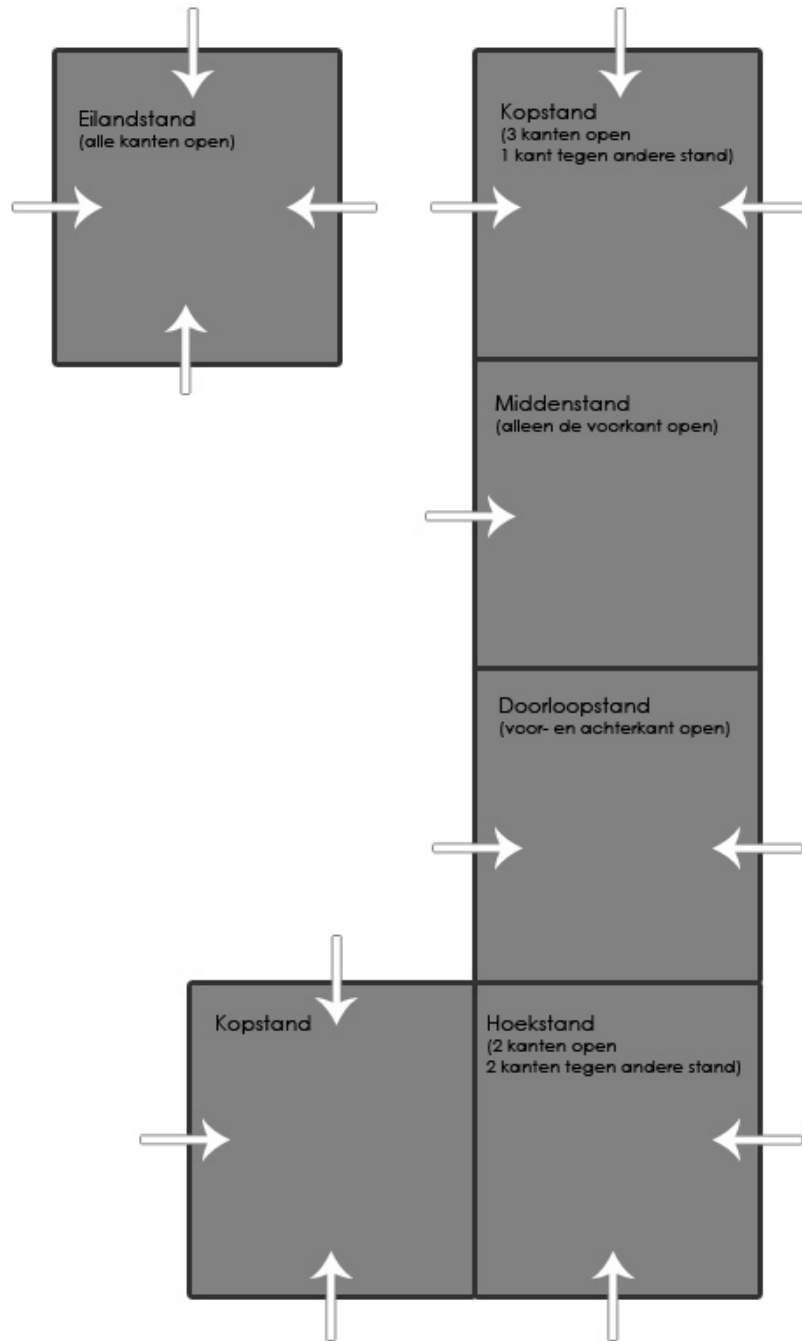 Eilandstand
(alle kanten open)
Kopstand
(3 kanten open
1 kant tegen andere stand)
Middenstand
(alleen de voorkant open)
Doorloopstand
(voor- en achterkant open)
Kopstand
Hoekstand
(2 kanten open
2 kanten tegen andere stand)